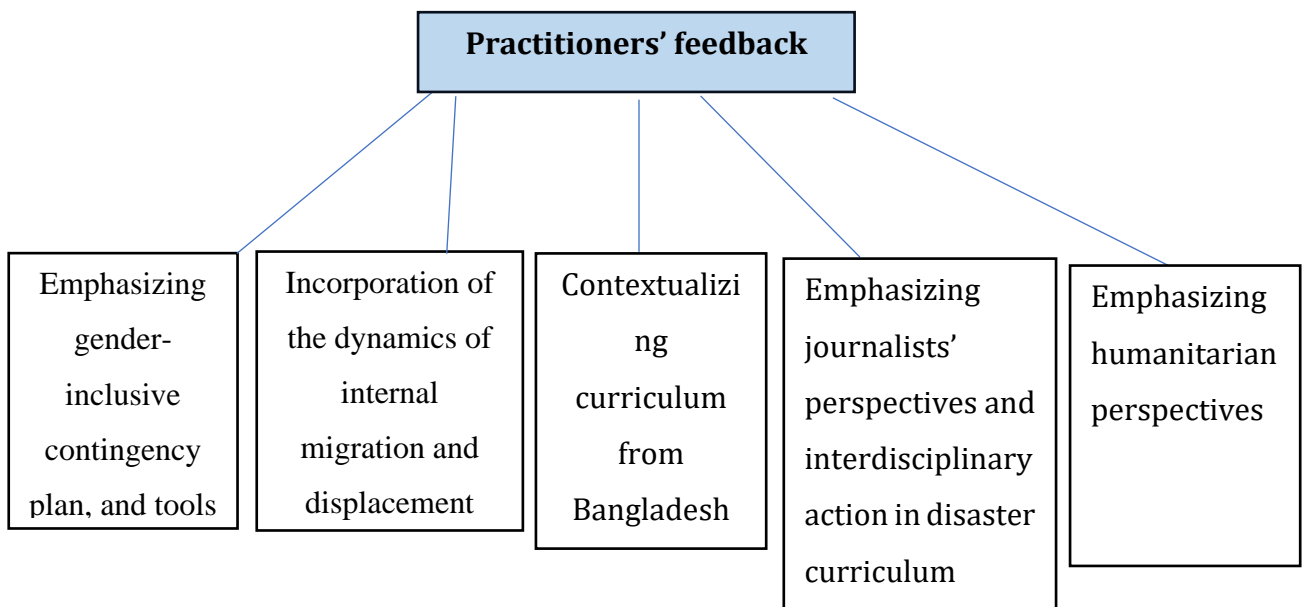 Practitioners’ feedback
Emphasizing
gender-
inclusive
contingency
plan, and tools
Incorporation of
the dynamics of
internal
migration and
displacement
Contextualizi
ng
curriculum
from
Bangladesh
Emphasizing
journalists’
perspectives and
interdisciplinary
action in disaster
curriculum
Emphasizing
humanitarian
perspectives